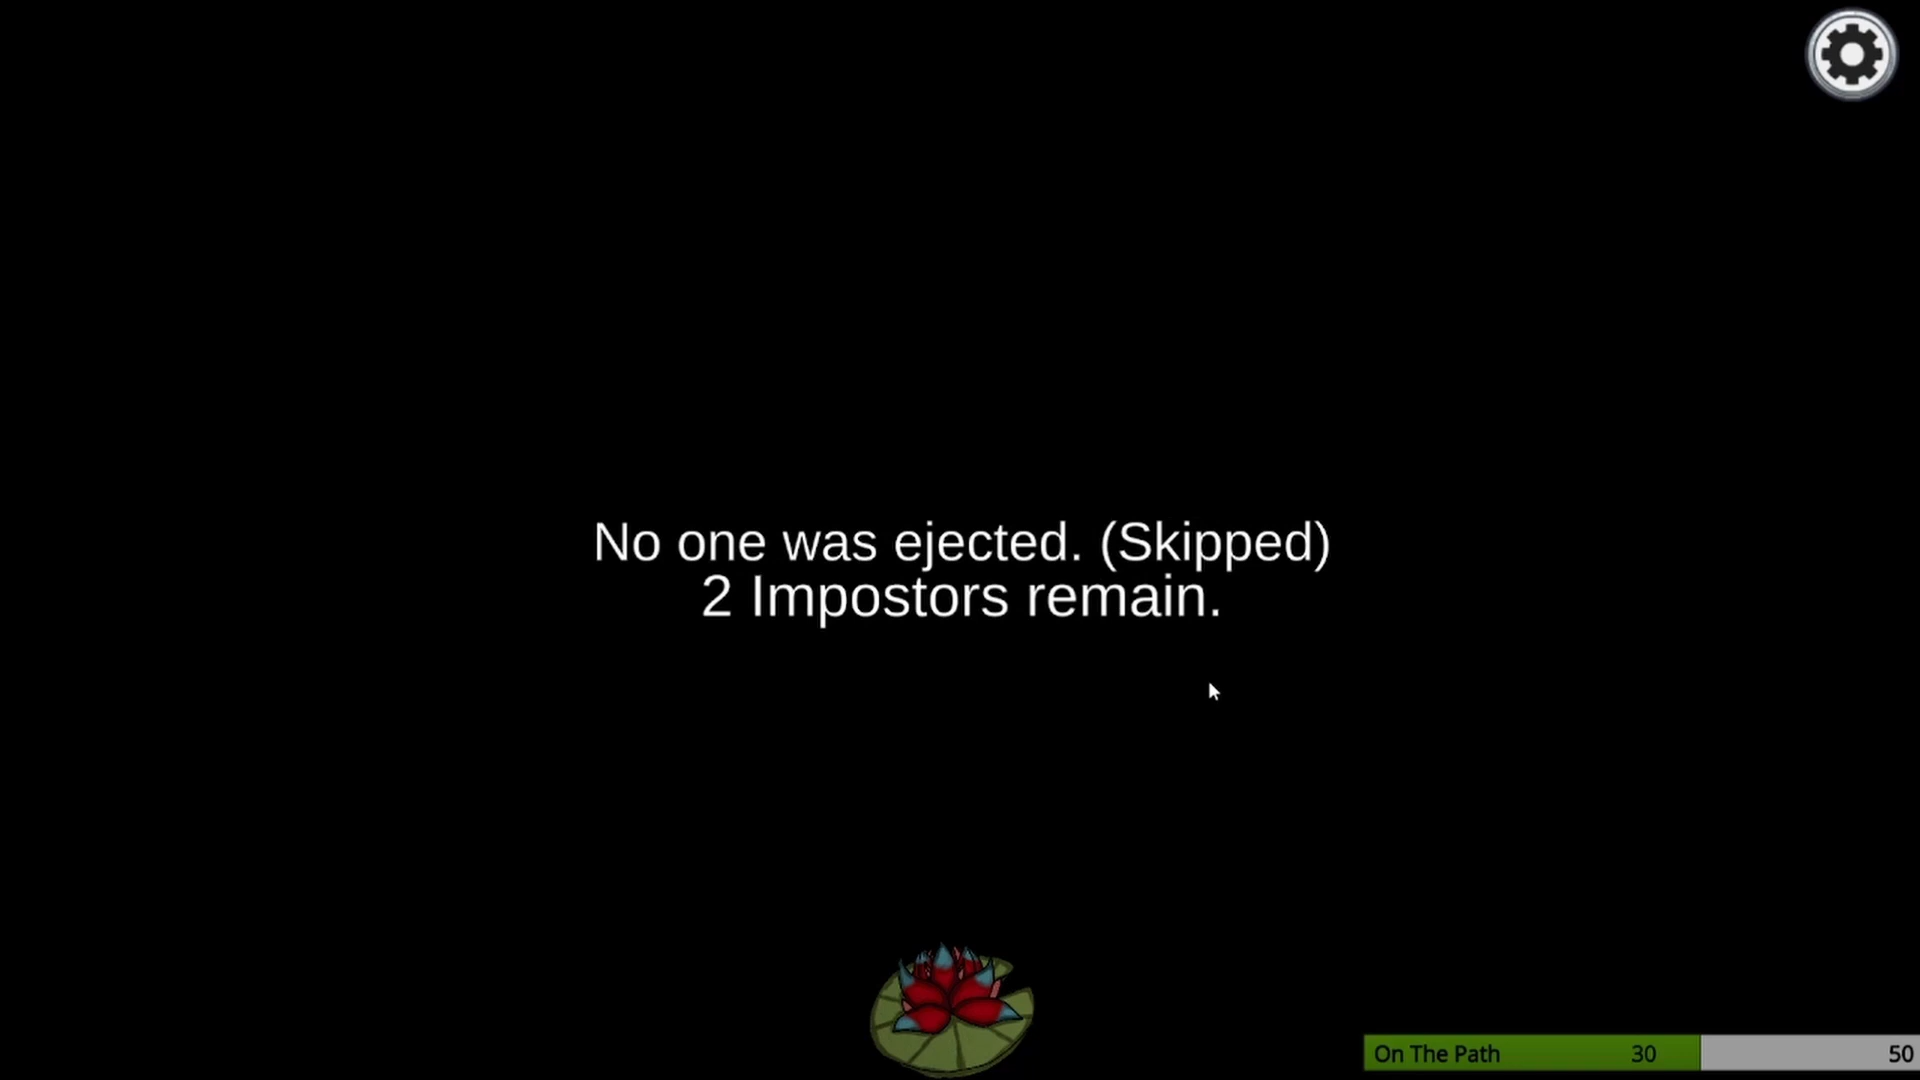 No one was ejected. (Skipped)
2 Impostors remain.
On The Path 30 50